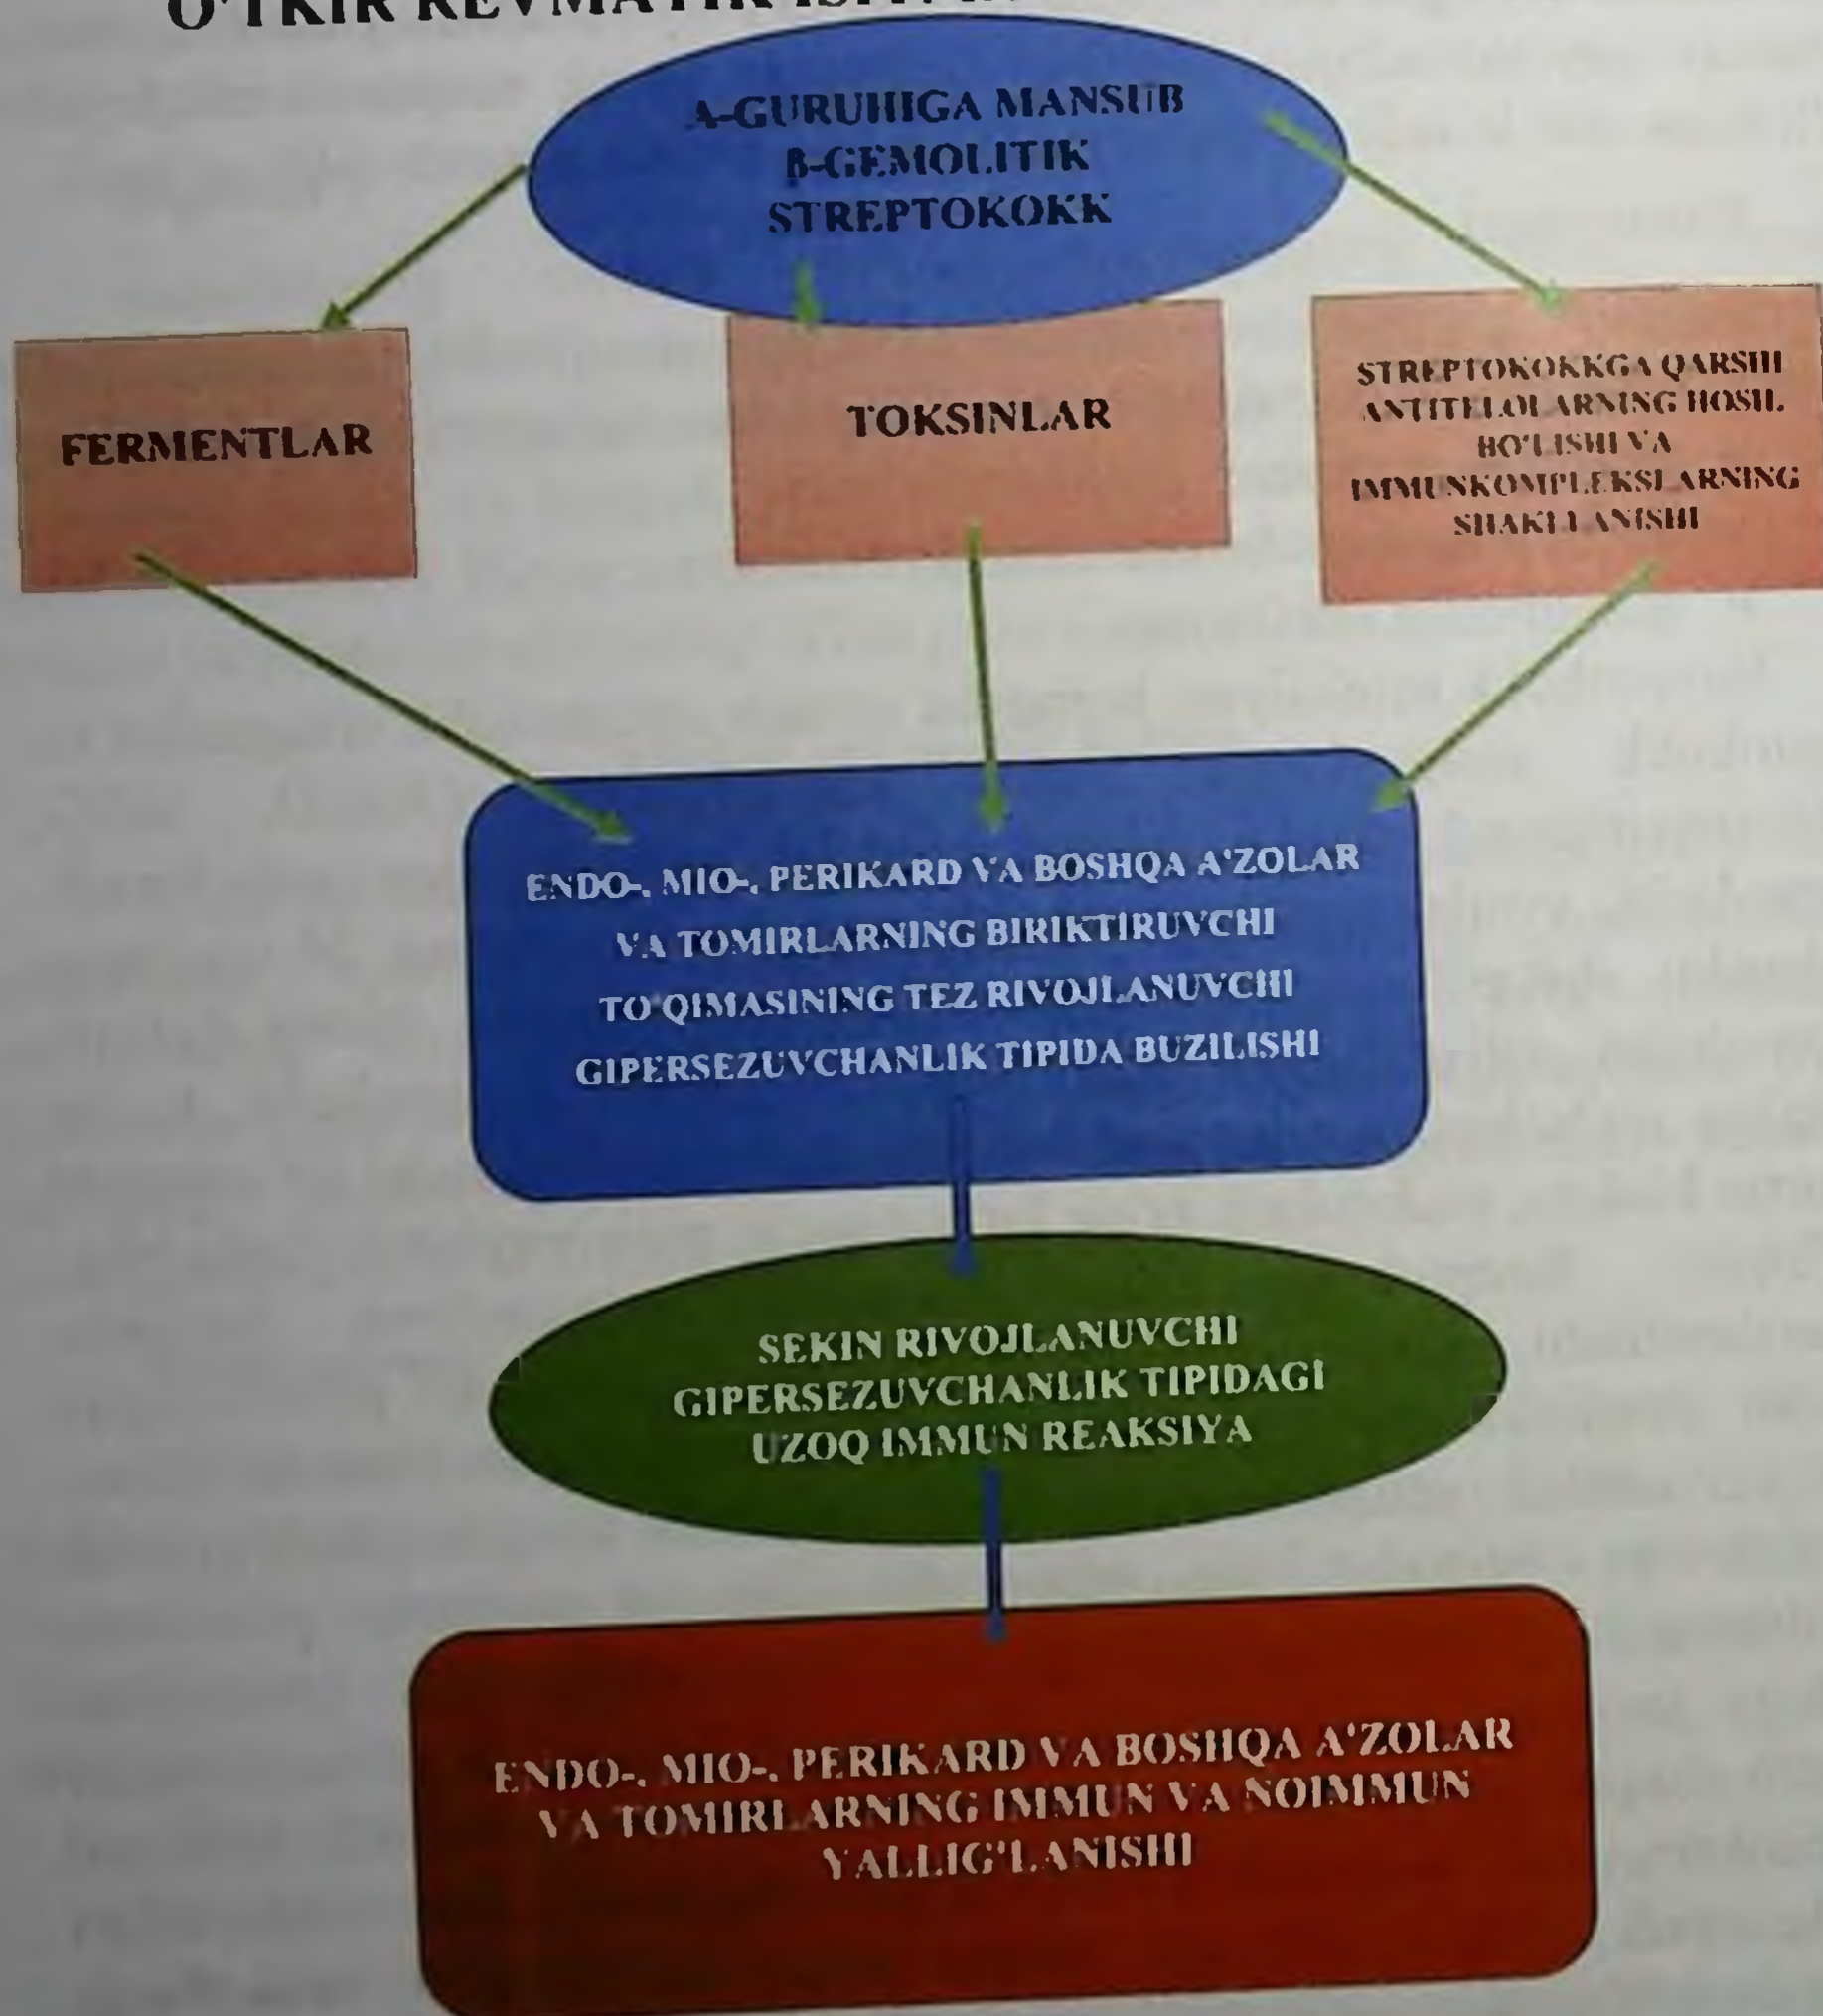 O'TKIR REVMATIK
A-GURUHIGA MANSUB
B-GEMOLITIK
STREPTOKOKK
FERMENTLAR
TOKSINLAR
STREPTOKOKKGA QARSHI
ANTITELOLARNING HOSIL
BO'LISHI VA
IMMUNKOMPLEKSLARNING
SHAKLLANISHI
ENDO-, MIO-, PERIKARD VA BOSHQA A'ZOLAR
VA TOMIRLARNING BIRIKTIRUVCHI
TO'QIMASINING TEZ RIVOJLANUVCHI
GIPERSEZUVCHANLIK TIPIDA BUZILISHI
SEKIN RIVOJLANUVCHI
GIPERSEZUVCHANLIK TIPIDAGI
UZOQ IMMUN REAKSIYA
ENDO-, MIO-, PERIKARD VA BOSHQA A'ZOLAR
VA TOMIRLARNING IMMUN VA NOIMMUN
YALLIG'LANISHI